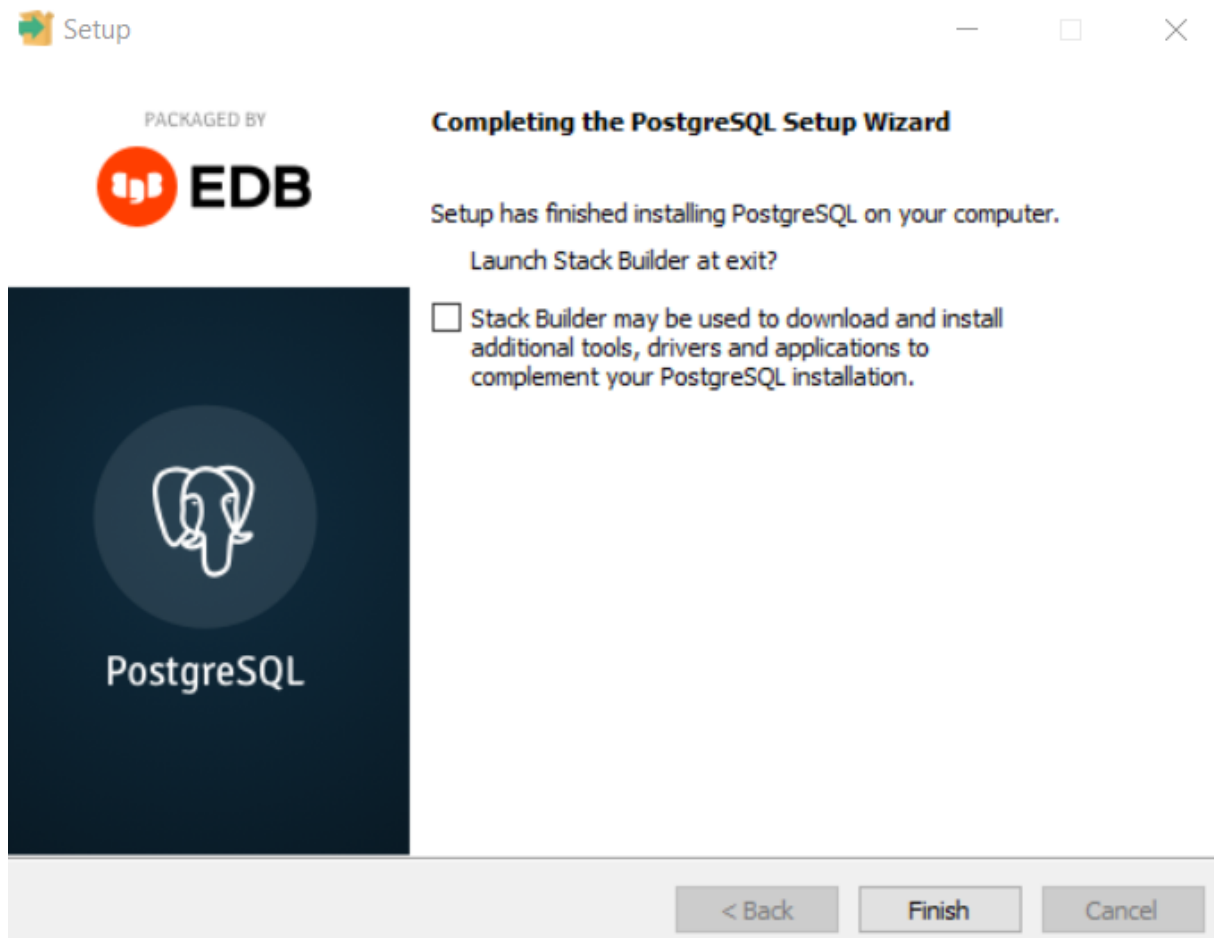 Setup
PACKAGED BY
EDB
Completing the PostgreSQL Setup Wizard
Setup has finished installing PostgreSQL on your computer.
Launch Stack Builder at exit?
Stack Builder may be used to download and install
additional tools, drivers and applications to
complement your PostgreSQL installation.
PostgreSQL
< Back
Finish
Cancel